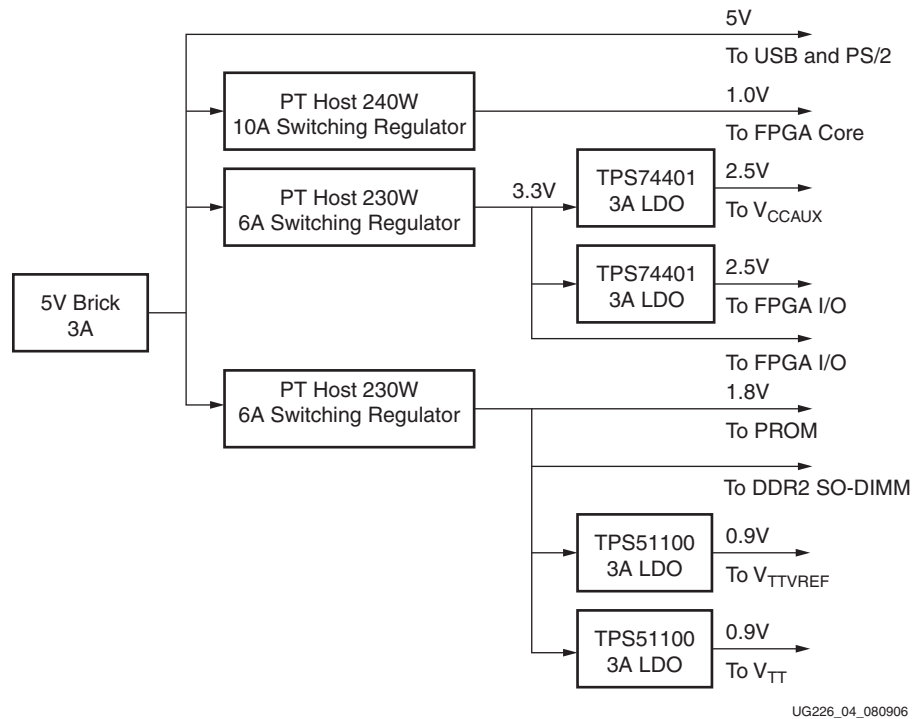 5V
To USB and PS/2
PT Host 240W
10A Switching Regulator
1.0V
To FPGA Core
PT Host 230W
6A Switching Regulator
3.3V
TPS74401
3A LDO
2.5V
To VCCAUX
TPS74401
3A LDO
2.5V
To FPGA I/O
5V Brick
3A
To FPGA I/O
PT Host 230W
6A Switching Regulator
1.8V
To PROM
To DDR2 SO-DIMM
TPS51100
3A LDO
0.9V
To VTTVREF
TPS51100
3A LDO
0.9V
To VTT
UG226_04_080906